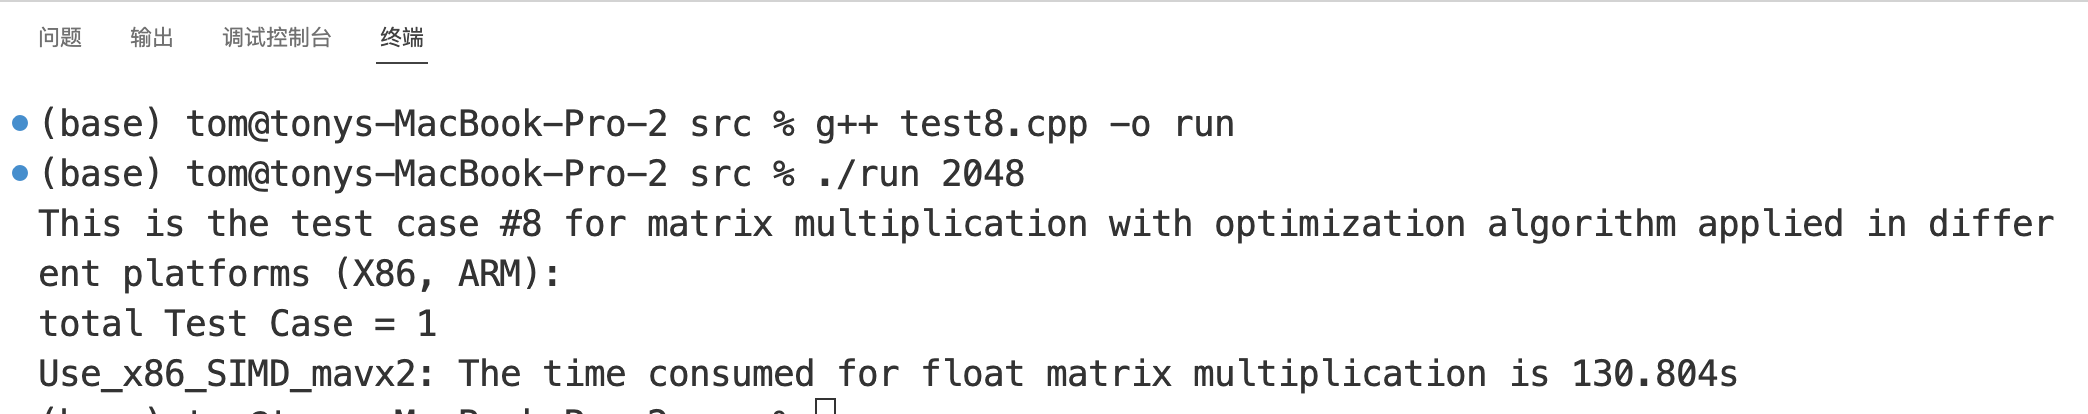 问题 输出 调试控制台 终端
(base) tom@tonys-MacBook-Pro-2 src % g++ test8.cpp -o run
(base) tom@tonys-MacBook-Pro-2 src % ./run 2048
This is the test case #8 for matrix multiplication with optimization algorithm applied in differ
ent platforms (X86, ARM):
total Test Case = 1
Use_x86_SIMD_mavx2: The time consumed for float matrix multiplication is 130.804s